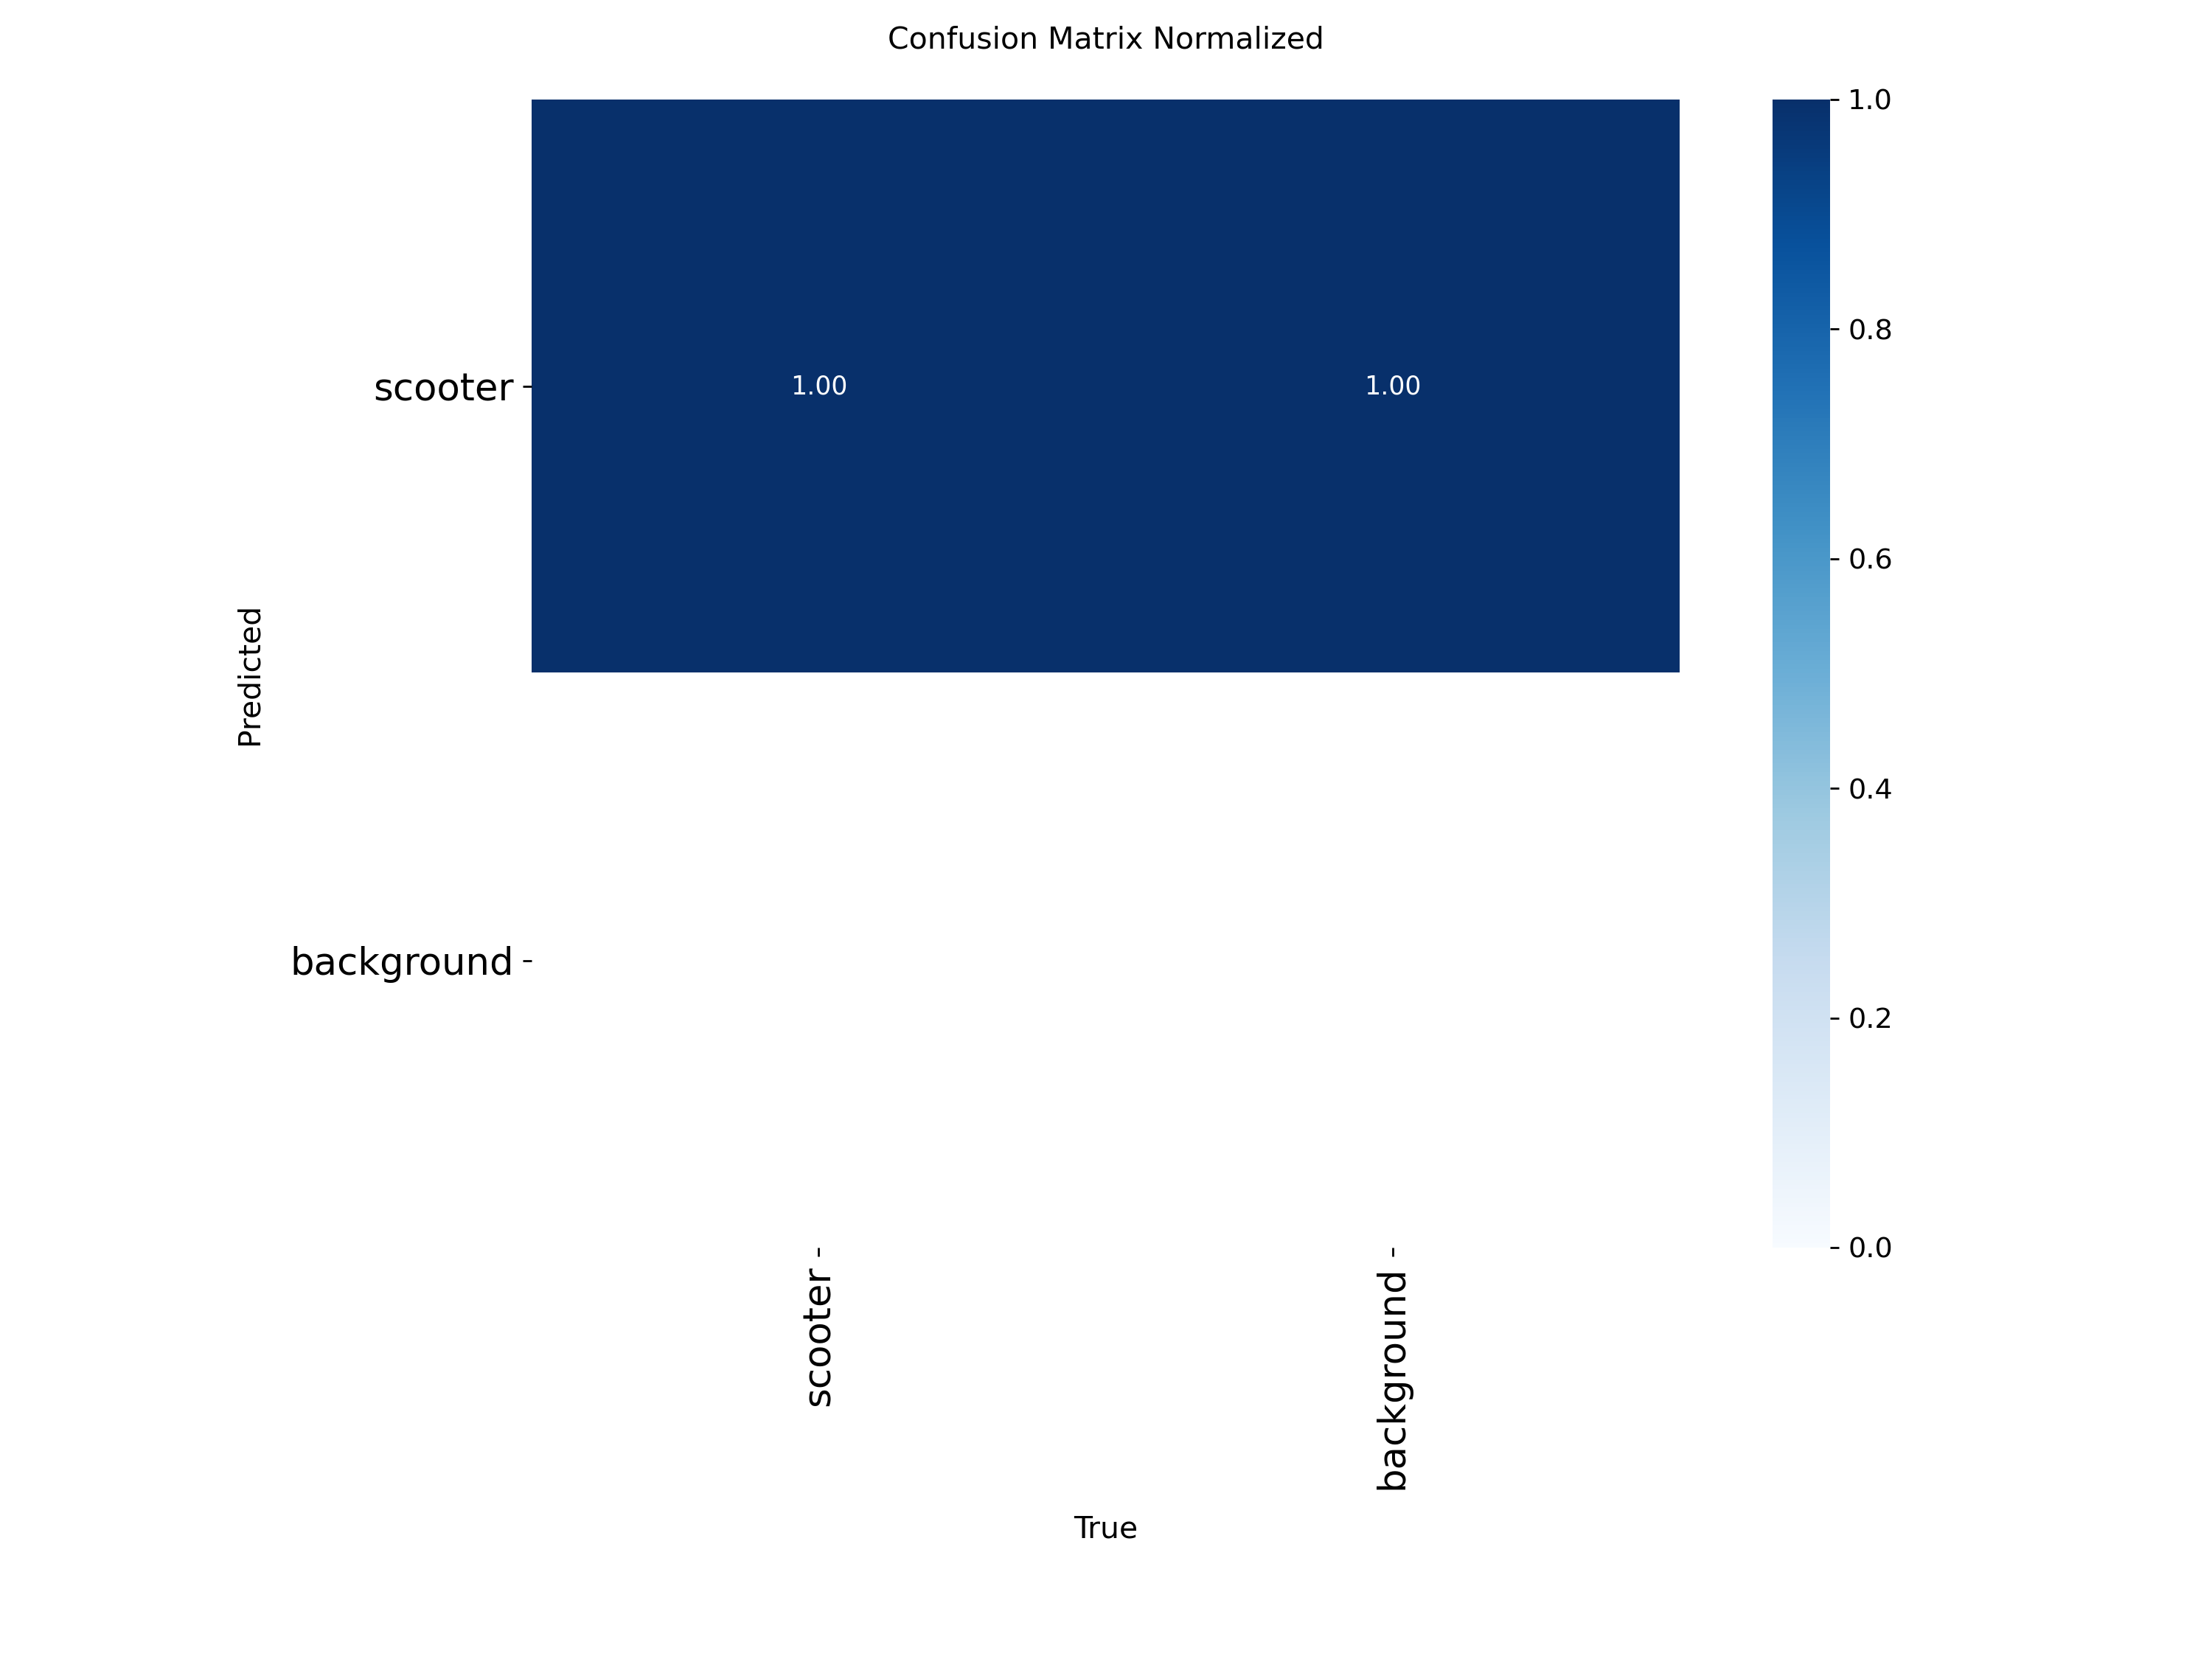 Confusion Matrix Normalized
1.0
0.8
0.6
0.4
0.2
0.0
scooter
1.00
1.00
Predicted
background
scooter
background
True